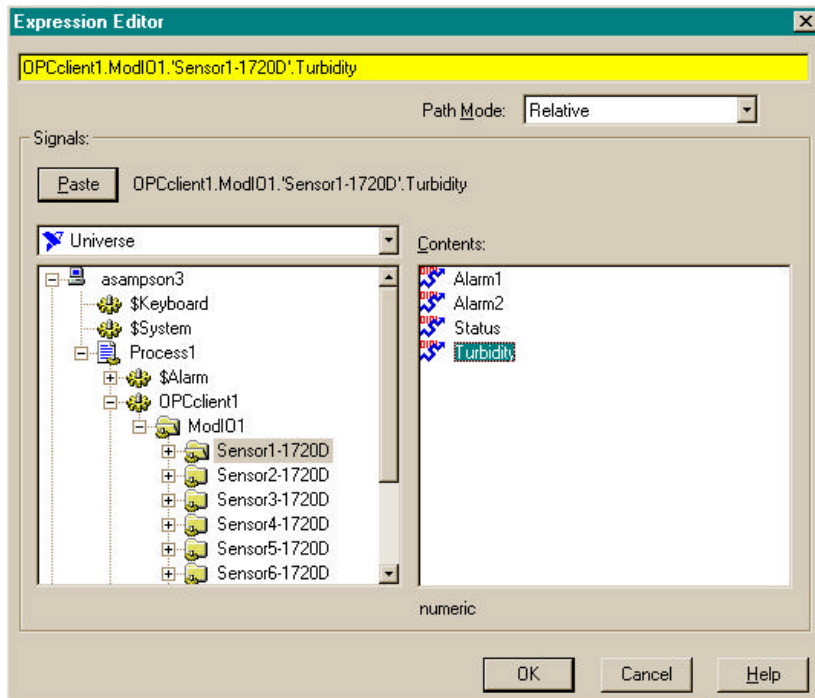 Expression Editor
OPCclient1.ModIO1.'Sensor1-1720D'.Turbidity
Path Mode: Relative
Signals:
Paste OPCclient1.ModIO1.'Sensor1-1720D'.Turbidity
Universe
Contents:
asampson3
$Keyboard
$System
Process1
$Alarm
OPCclient1
ModIO1
Sensor1-1720D
Sensor2-1720D
Sensor3-1720D
Sensor4-1720D
Sensor5-1720D
Sensor6-1720D
Alarm1
Alarm2
Status
Turbidity
numeric
OK Cancel Help